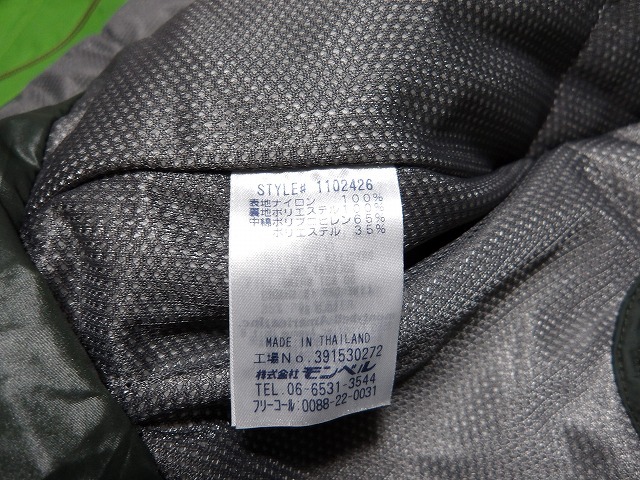 STYLE# 1102426
表地ナイロン 100%
裏地ポリエステル 100%
中綿ポリプロピレン 65%
ポリエステル 35%
MADE IN THAILAND
工場No.391530272
株式会社モンベル
TEL.06-6531-3544
フリーコール:0088-22-0031